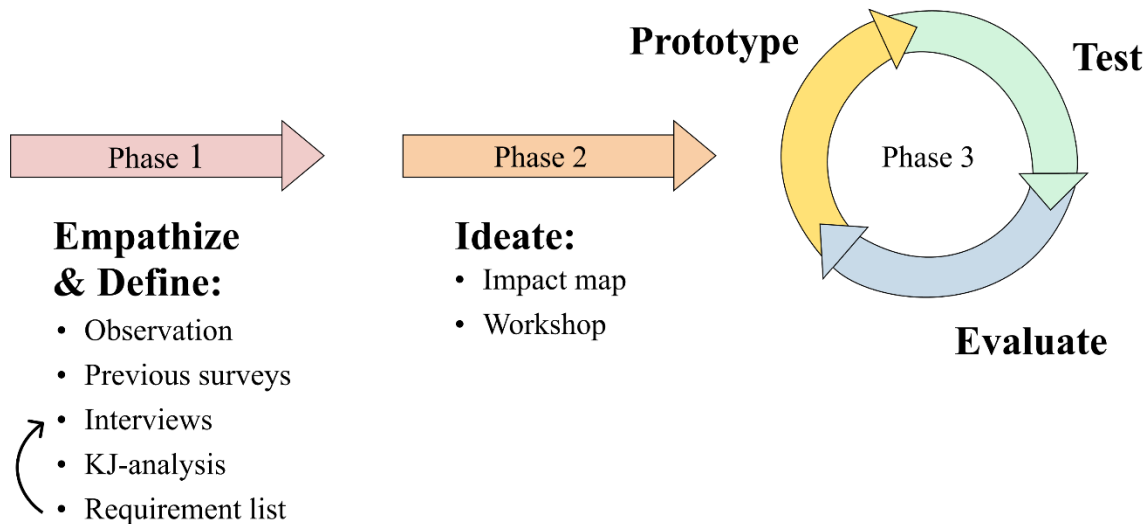 Phase 1
Empathize
& Define:
• Observation
• Previous surveys
• Interviews
• KJ-analysis
• Requirement list
Phase 2
Ideate:
• Impact map
• Workshop
Prototype
Test
Phase 3
Evaluate